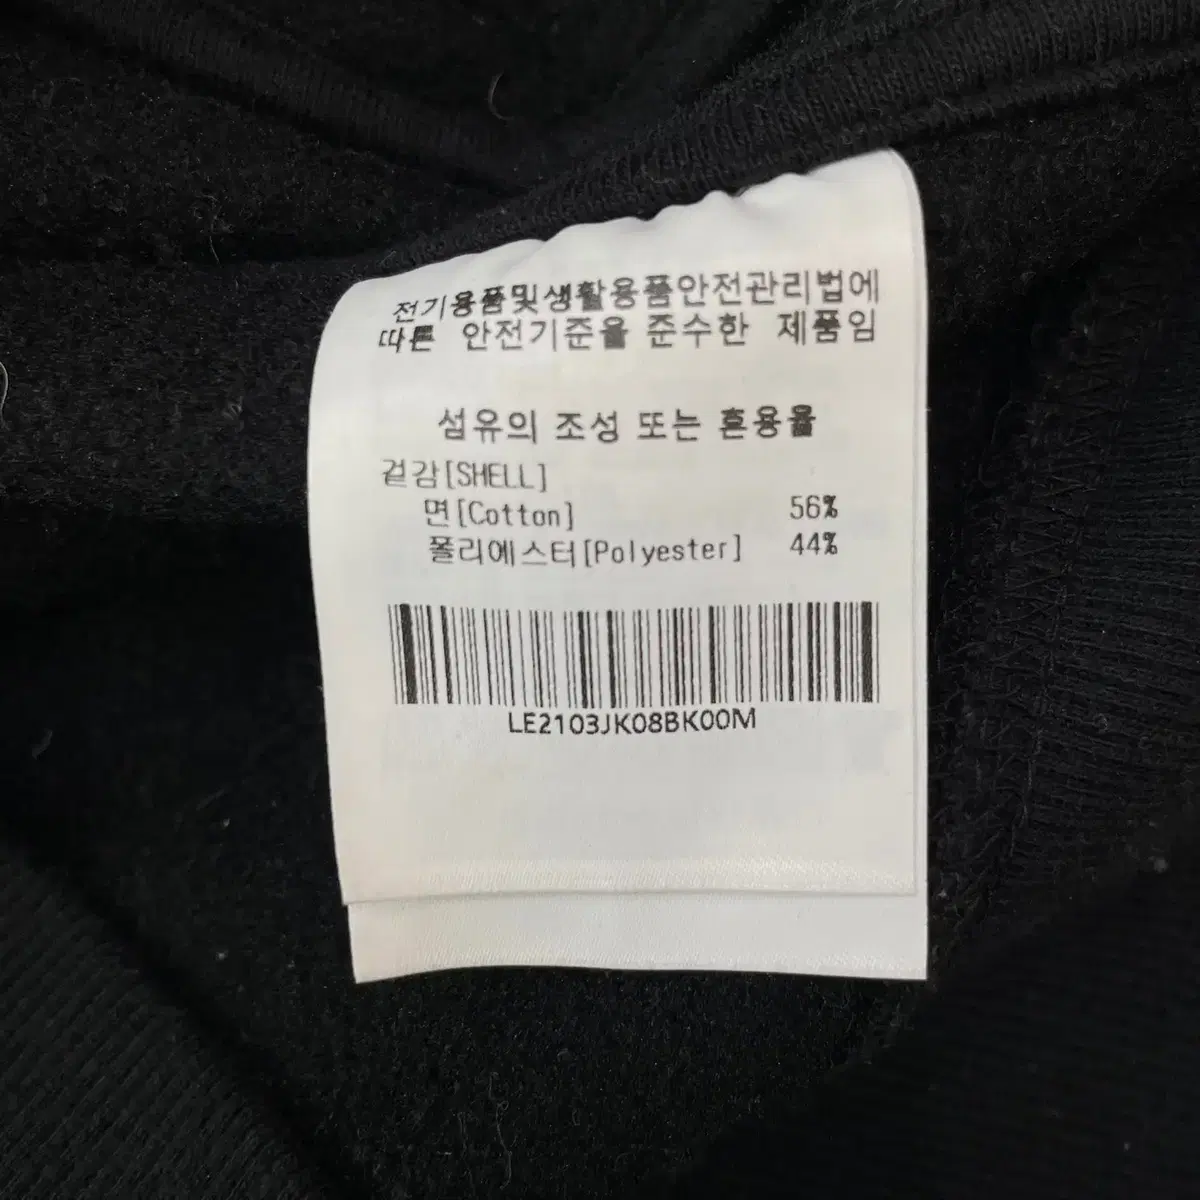 전기용품및생활용품안전관리법에
따른 안전기준을 준수한 제품임
섬유의 조성 또는 혼용율
겉감[SHELL]
면[Cotton] 56%
폴리에스터[Polyester] 44%
LE2103JK08BK00M